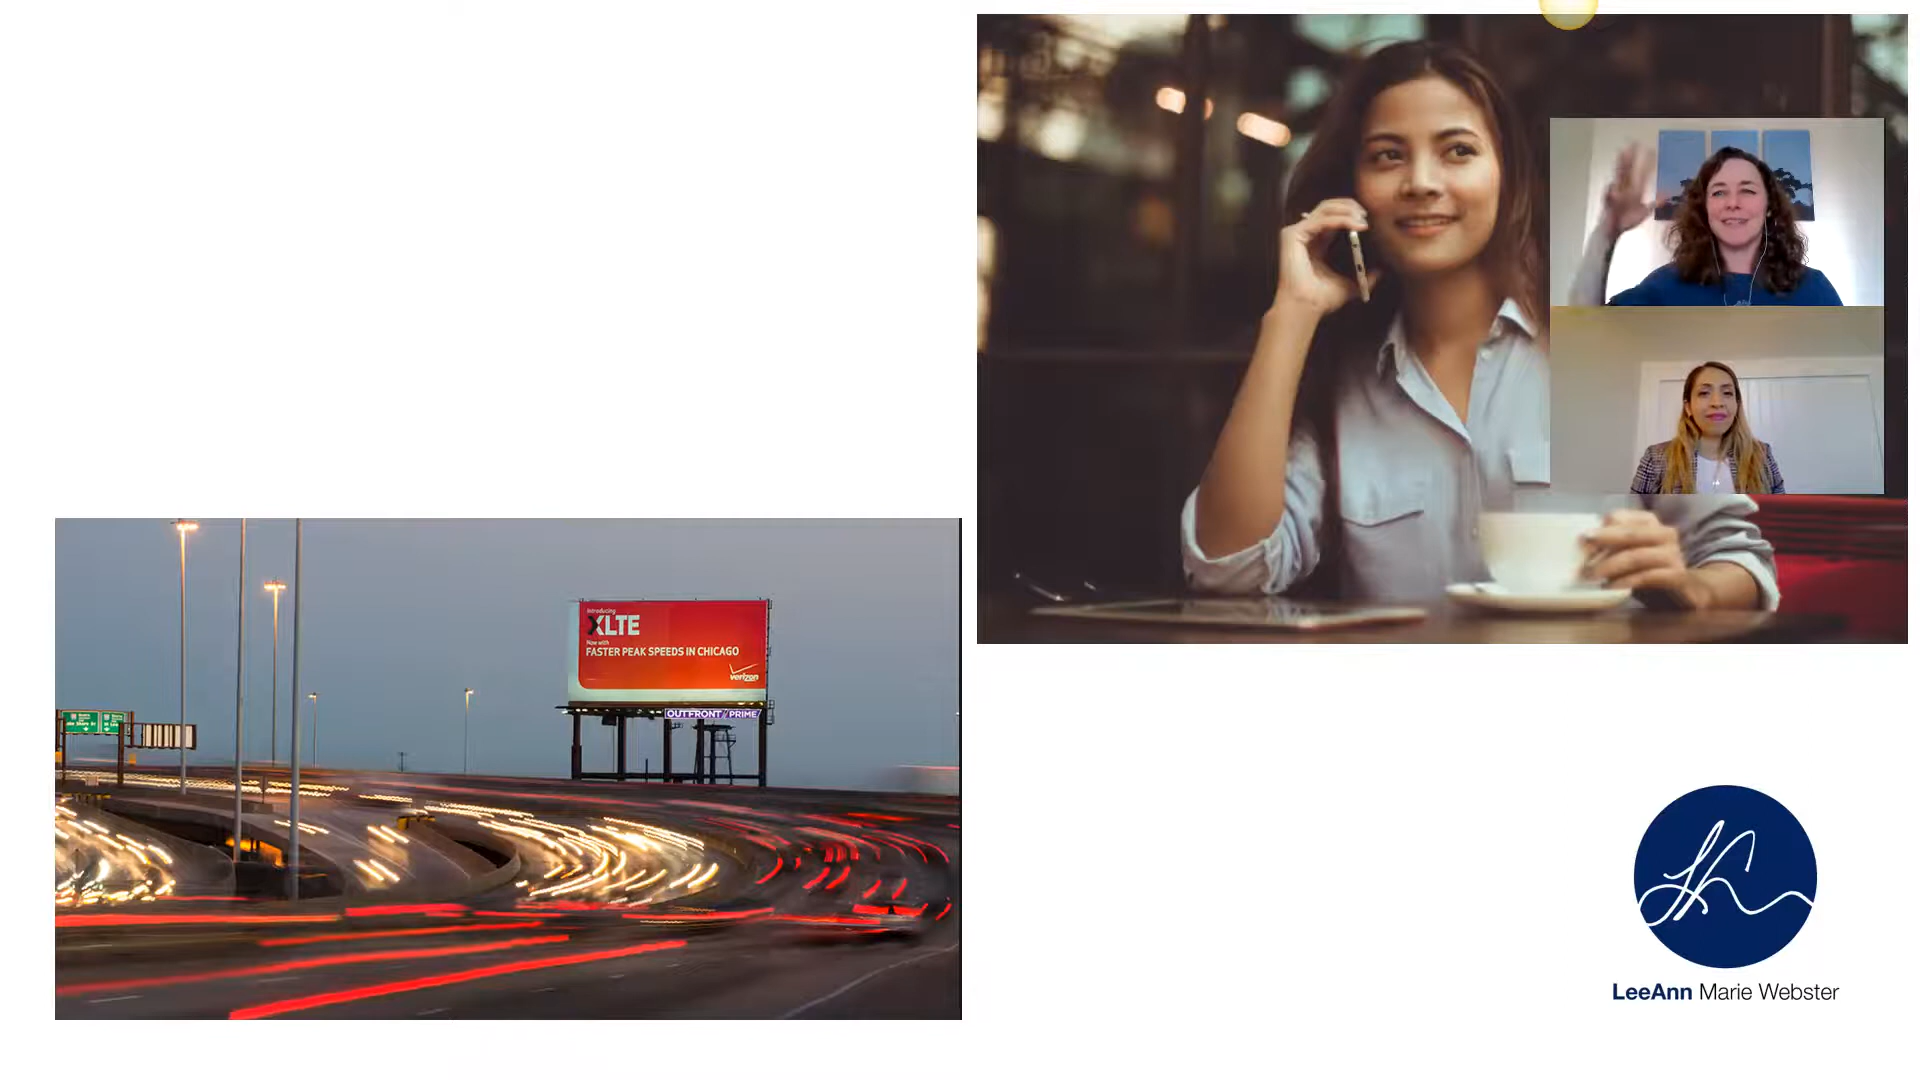 Introducing
XLTE
Now with
FASTER PEAK SPEEDS IN CHICAGO
verizon
OUTFRONT // PRIME
LeeAnn Marie Webster